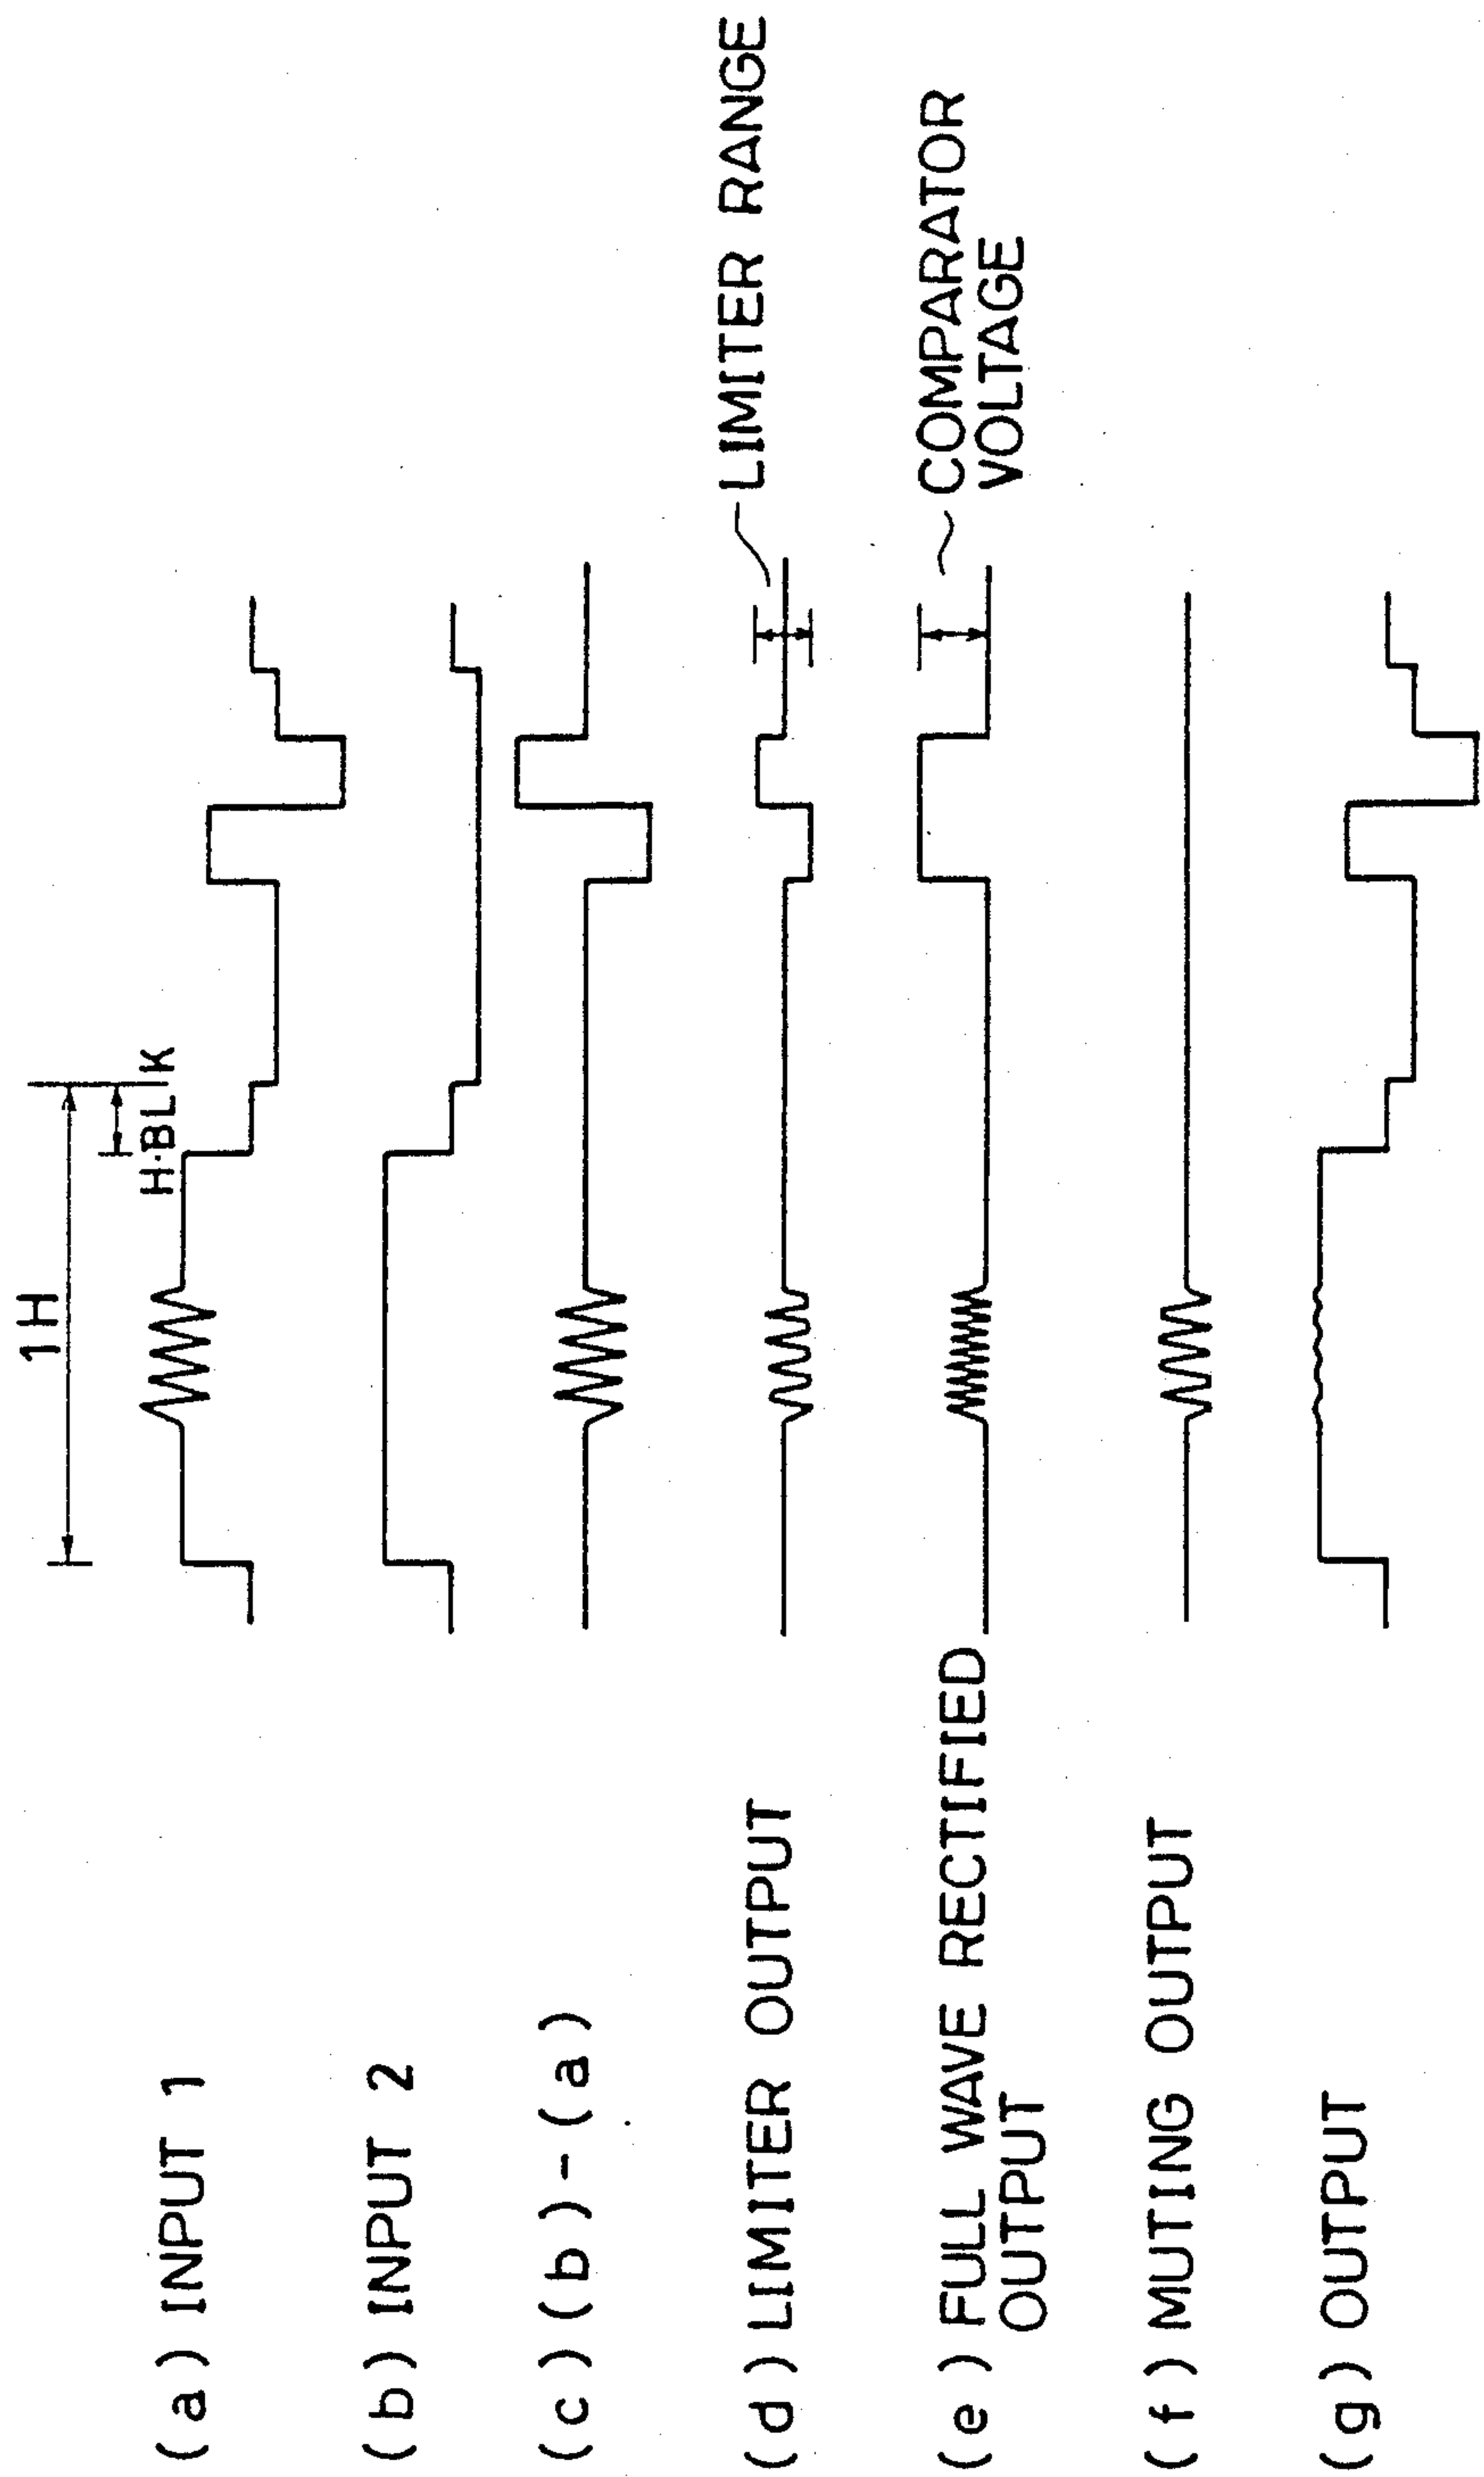 1H
H·BLK
(a) INPUT 1
(b) INPUT 2
(c) (b)-(a)
(d) LIMITER OUTPUT
LIMITER RANGE
(e) FULL WAVE RECTIFIED
OUTPUT
COMPARATOR
VOLTAGE
(f) MUTING OUTPUT
(g) OUTPUT